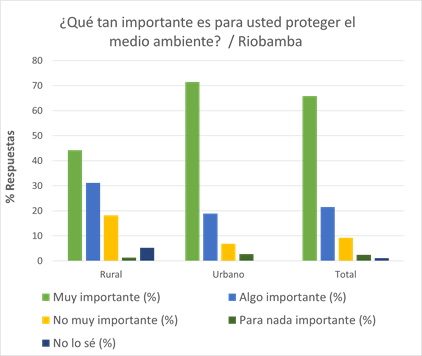 ¿Qué tan importante es para usted proteger el
medio ambiente?  / Riobamba
% Respuestas
80
70
60
50
40
30
20
10
0
Rural Urbano Total
Muy importante (%) Algo importante (%)
No muy importante (%) Para nada importante (%)
No lo sé (%)